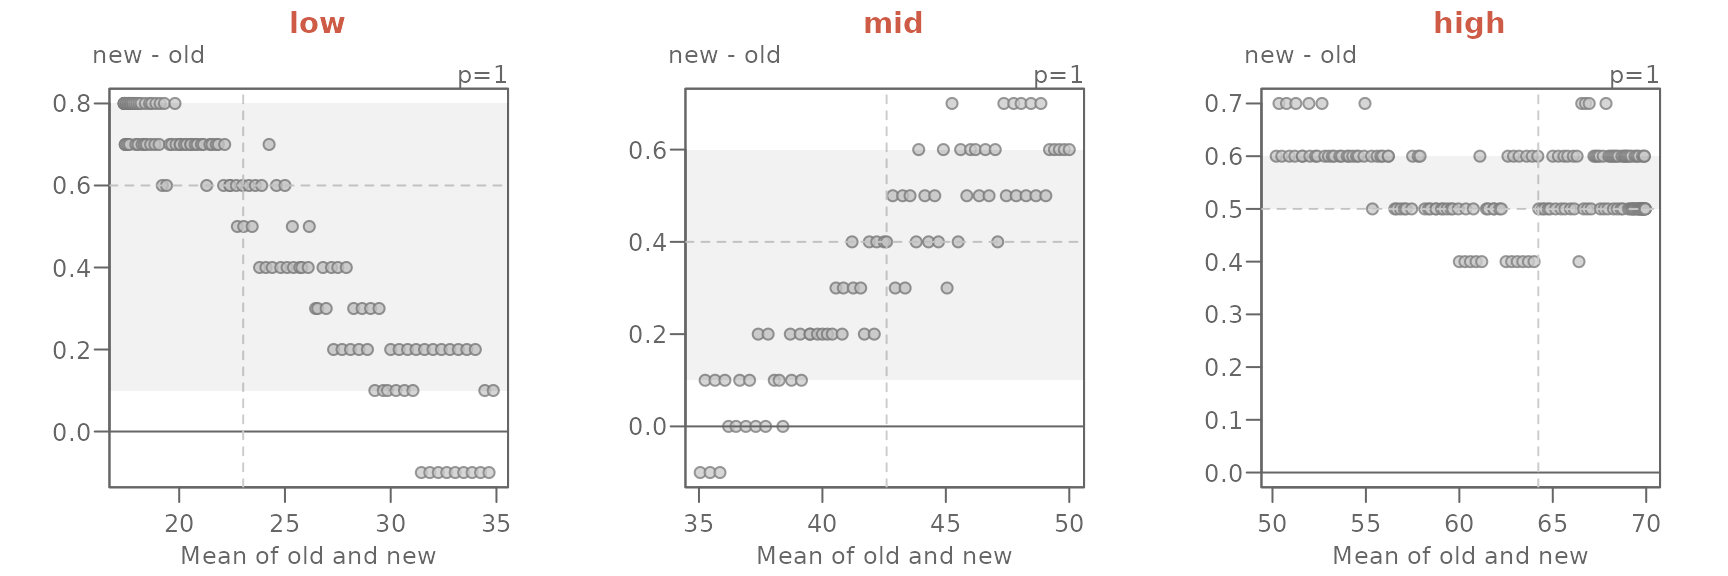 low
new - old
p=1
0.8
0.6
0.4
0.2
0.0
20 25 30 35
Mean of old and new
mid
new - old
p=1
0.6
0.4
0.2
0.0
35 40 45 50
Mean of old and new
high
new - old
p=1
0.7
0.6
0.5
0.4
0.3
0.2
0.1
0.0
50 55 60 65 70
Mean of old and new